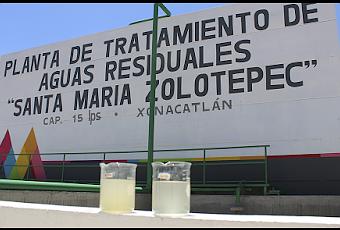 PLANTA DE TRATAMIENTO DE
AGUAS RESIDUALES
"SANTA MARIA ZOLOTEPEC"
CAP. 15 lps · XONACATLÁN